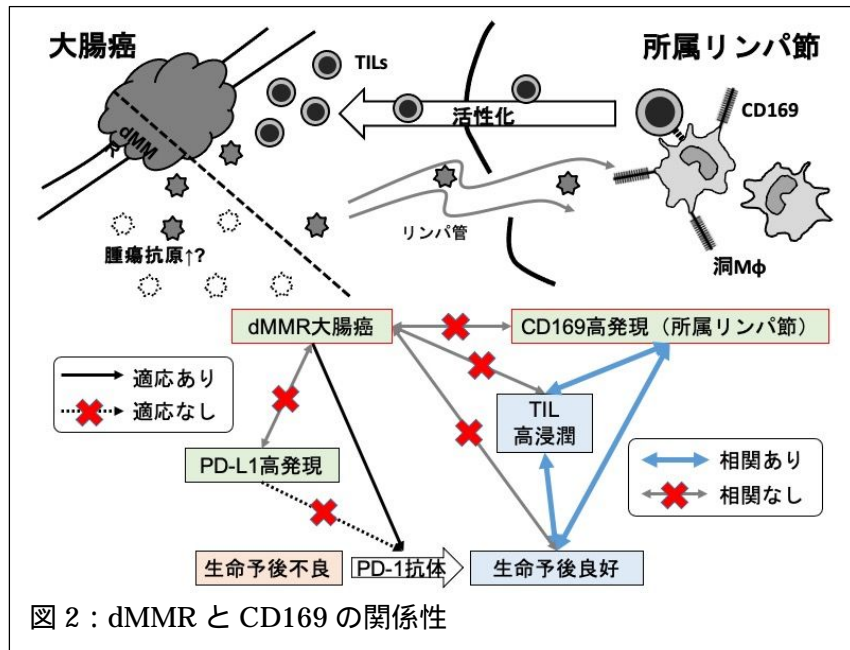 大腸癌
所属リンパ節
TILs
CD169
活性化
dMM
R
リンパ管
腫瘍抗原↑?
洞Mφ
dMMR大腸癌
CD169高発現（所属リンパ節）
適応あり
適応なし
TIL
高浸潤
PD-L1高発現
相関あり
相関なし
生命予後不良
PD-1抗体
生命予後良好
図 2：dMMR と CD169 の関係性